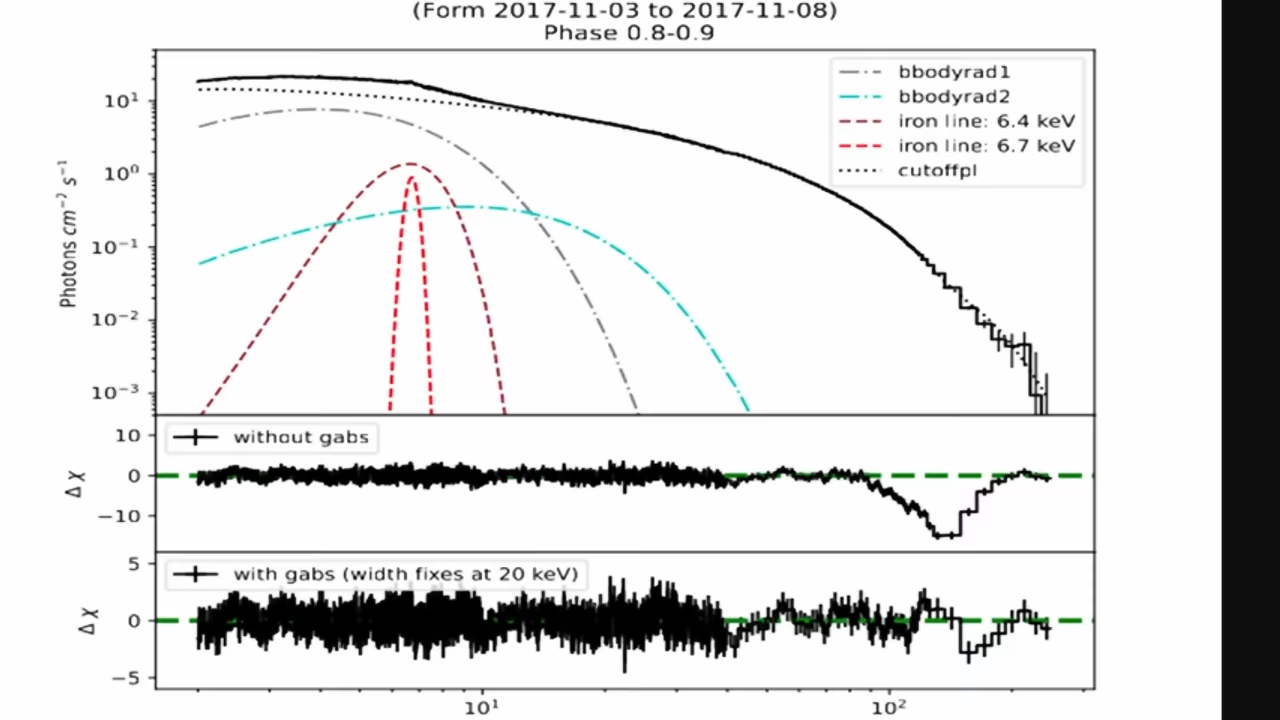 (Form 2017-11-03 to 2017-11-08)
Phase 0.8-0.9
bbodyrad1
bbodyrad2
iron line: 6.4 keV
iron line: 6.7 keV
cutoffpl
Photons cm⁻² s⁻¹
10¹
10⁰
10⁻¹
10⁻²
10⁻³
without gabs
Δ χ
10
0
−10
with gabs (width fixes at 20 keV)
Δ χ
5
0
−5
10¹ 10²